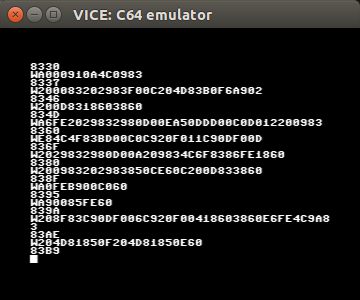 VICE: C64 emulator
8330
WA000910A4C0983
8337
W200083202983F00C204D83B0F6A902
8346
W200D8318603860
834D
WA6FE2029832980D00EA50DDD00C0D012200983
8360
WE84C4F83BD00C0C920F011C90DF00D
836F
W2029832980D00A209834C6F8386FE1860
8380
W200983202983850CE60C200D833860
838F
WA0FEB900C060
8395
WA90085FE60
839A
W208F83C90DF006C920F00418603860E6FE4C9A8
3
83AE
W204D81850F204D81850E60
83B9